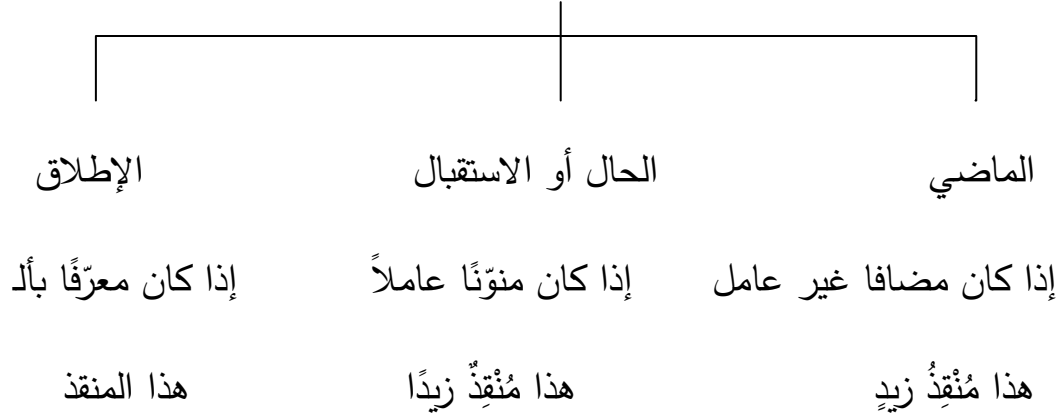 الماضي الحال أو الاستقبال الإطلاق
إذا كان مضافا غير عامل إذا كان منوّنًا عاملاً إذا كان معرّفًا بألـ
هذا مُنْقِذُ زيدٍ هذا مُنْقِذٌ زيدًا هذا المنقذ